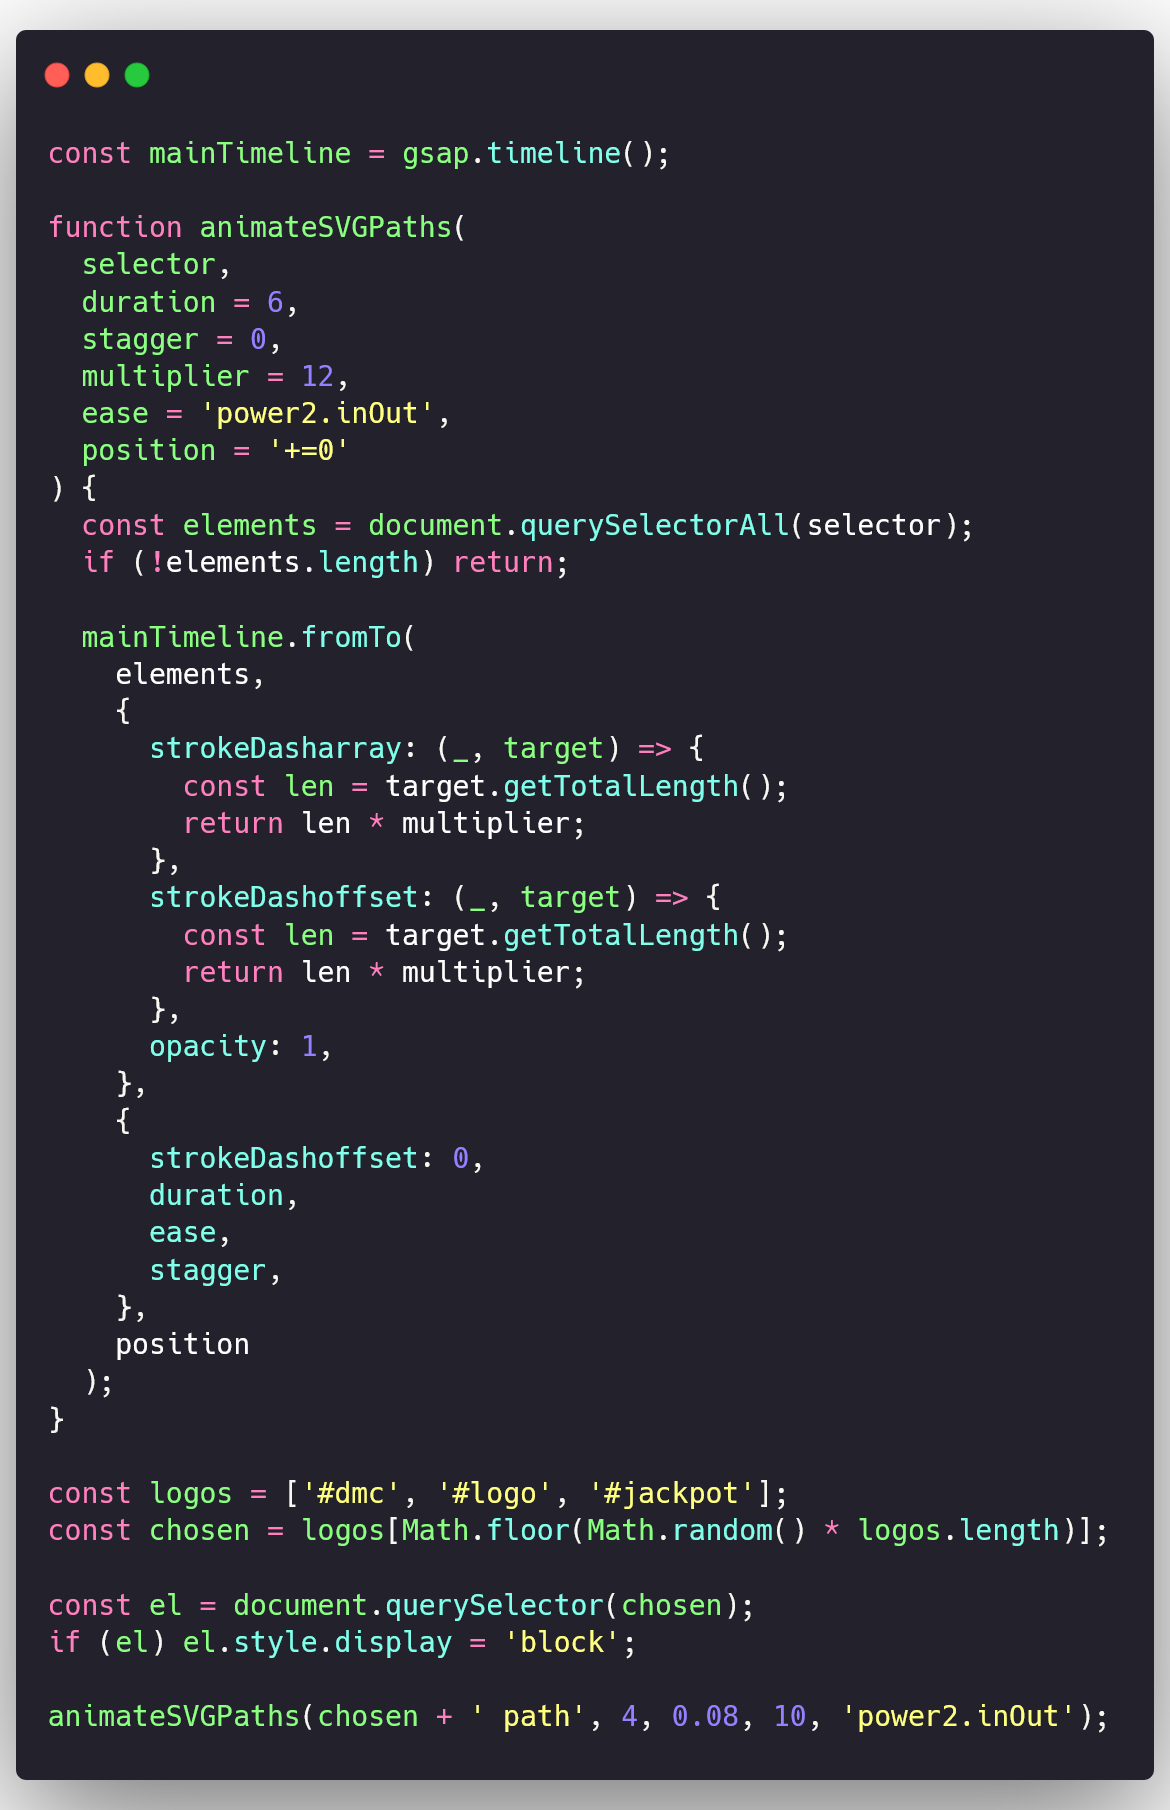 const mainTimeline = gsap.timeline();

function animateSVGPaths(
  selector,
  duration = 6,
  stagger = 0,
  multiplier = 12,
  ease = 'power2.inOut',
  position = '+=0'
) {
  const elements = document.querySelectorAll(selector);
  if (!elements.length) return;

  mainTimeline.fromTo(
    elements,
    {
      strokeDasharray: (_, target) => {
        const len = target.getTotalLength();
        return len * multiplier;
      },
      strokeDashoffset: (_, target) => {
        const len = target.getTotalLength();
        return len * multiplier;
      },
      opacity: 1,
    },
    {
      strokeDashoffset: 0,
      duration,
      ease,
      stagger,
    },
    position
  );
}

const logos = ['#dmc', '#logo', '#jackpot'];
const chosen = logos[Math.floor(Math.random() * logos.length)];

const el = document.querySelector(chosen);
if (el) el.style.display = 'block';

animateSVGPaths(chosen + ' path', 4, 0.08, 10, 'power2.inOut');